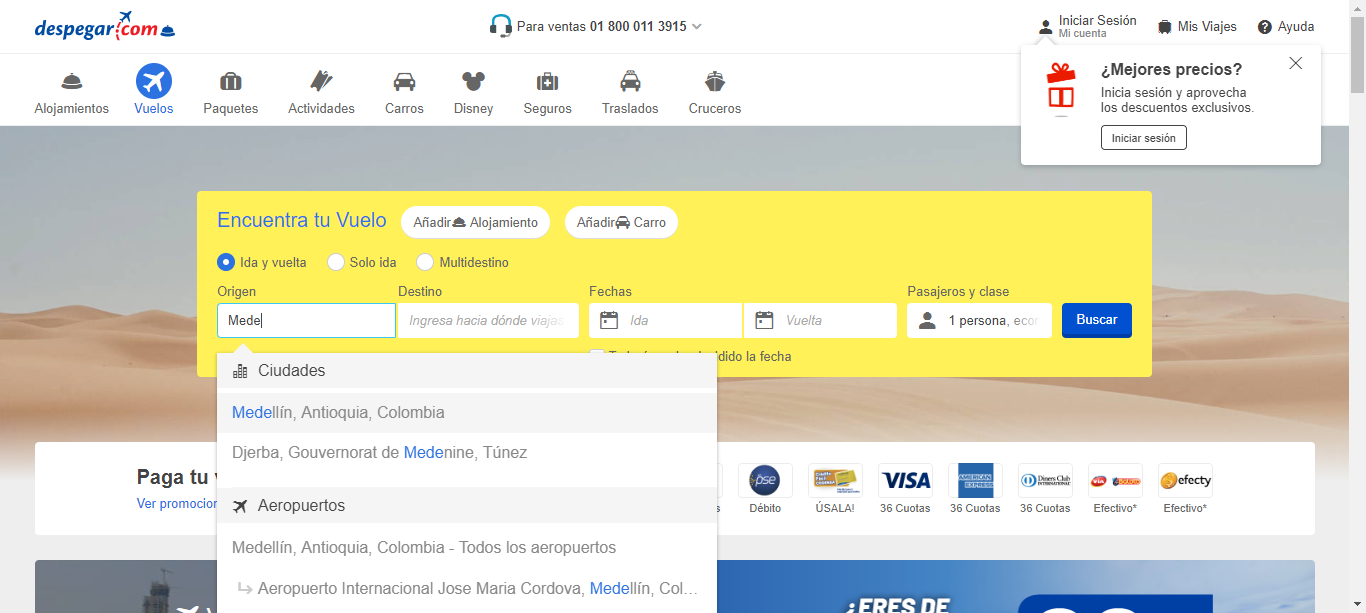 despegar.com
Para ventas 01 800 011 3915
Iniciar Sesión
Mi cuenta
Mis Viajes
Ayuda
Alojamientos
Vuelos
Paquetes
Actividades
Carros
Disney
Seguros
Traslados
Cruceros
¿Mejores precios?
Inicia sesión y aprovecha
los descuentos exclusivos.
Iniciar sesión
Encuentra tu Vuelo
Añadir Alojamiento
Añadir Carro
Ida y vuelta
Solo ida
Multidestino
Origen
Destino
Fechas
Pasajeros y clase
Mede
Ingresa hacia dónde viajas
Ida
Vuelta
1 persona, econ
Buscar
la fecha
Ciudades
Medellín, Antioquia, Colombia
Djerba, Gouvernorat de Medenine, Túnez
Aeropuertos
Medellín, Antioquia, Colombia - Todos los aeropuertos
Aeropuerto Internacional Jose Maria Cordova, Medellín, Col...
Paga tu
Ver promocion
pse
VISA
AMERICAN EXPRESS
Diners Club
INTERNATIONAL
efecty
Débito
ÚSALA!
36 Cuotas
36 Cuotas
36 Cuotas
Efectivo*
Efectivo*
¿ERES DE